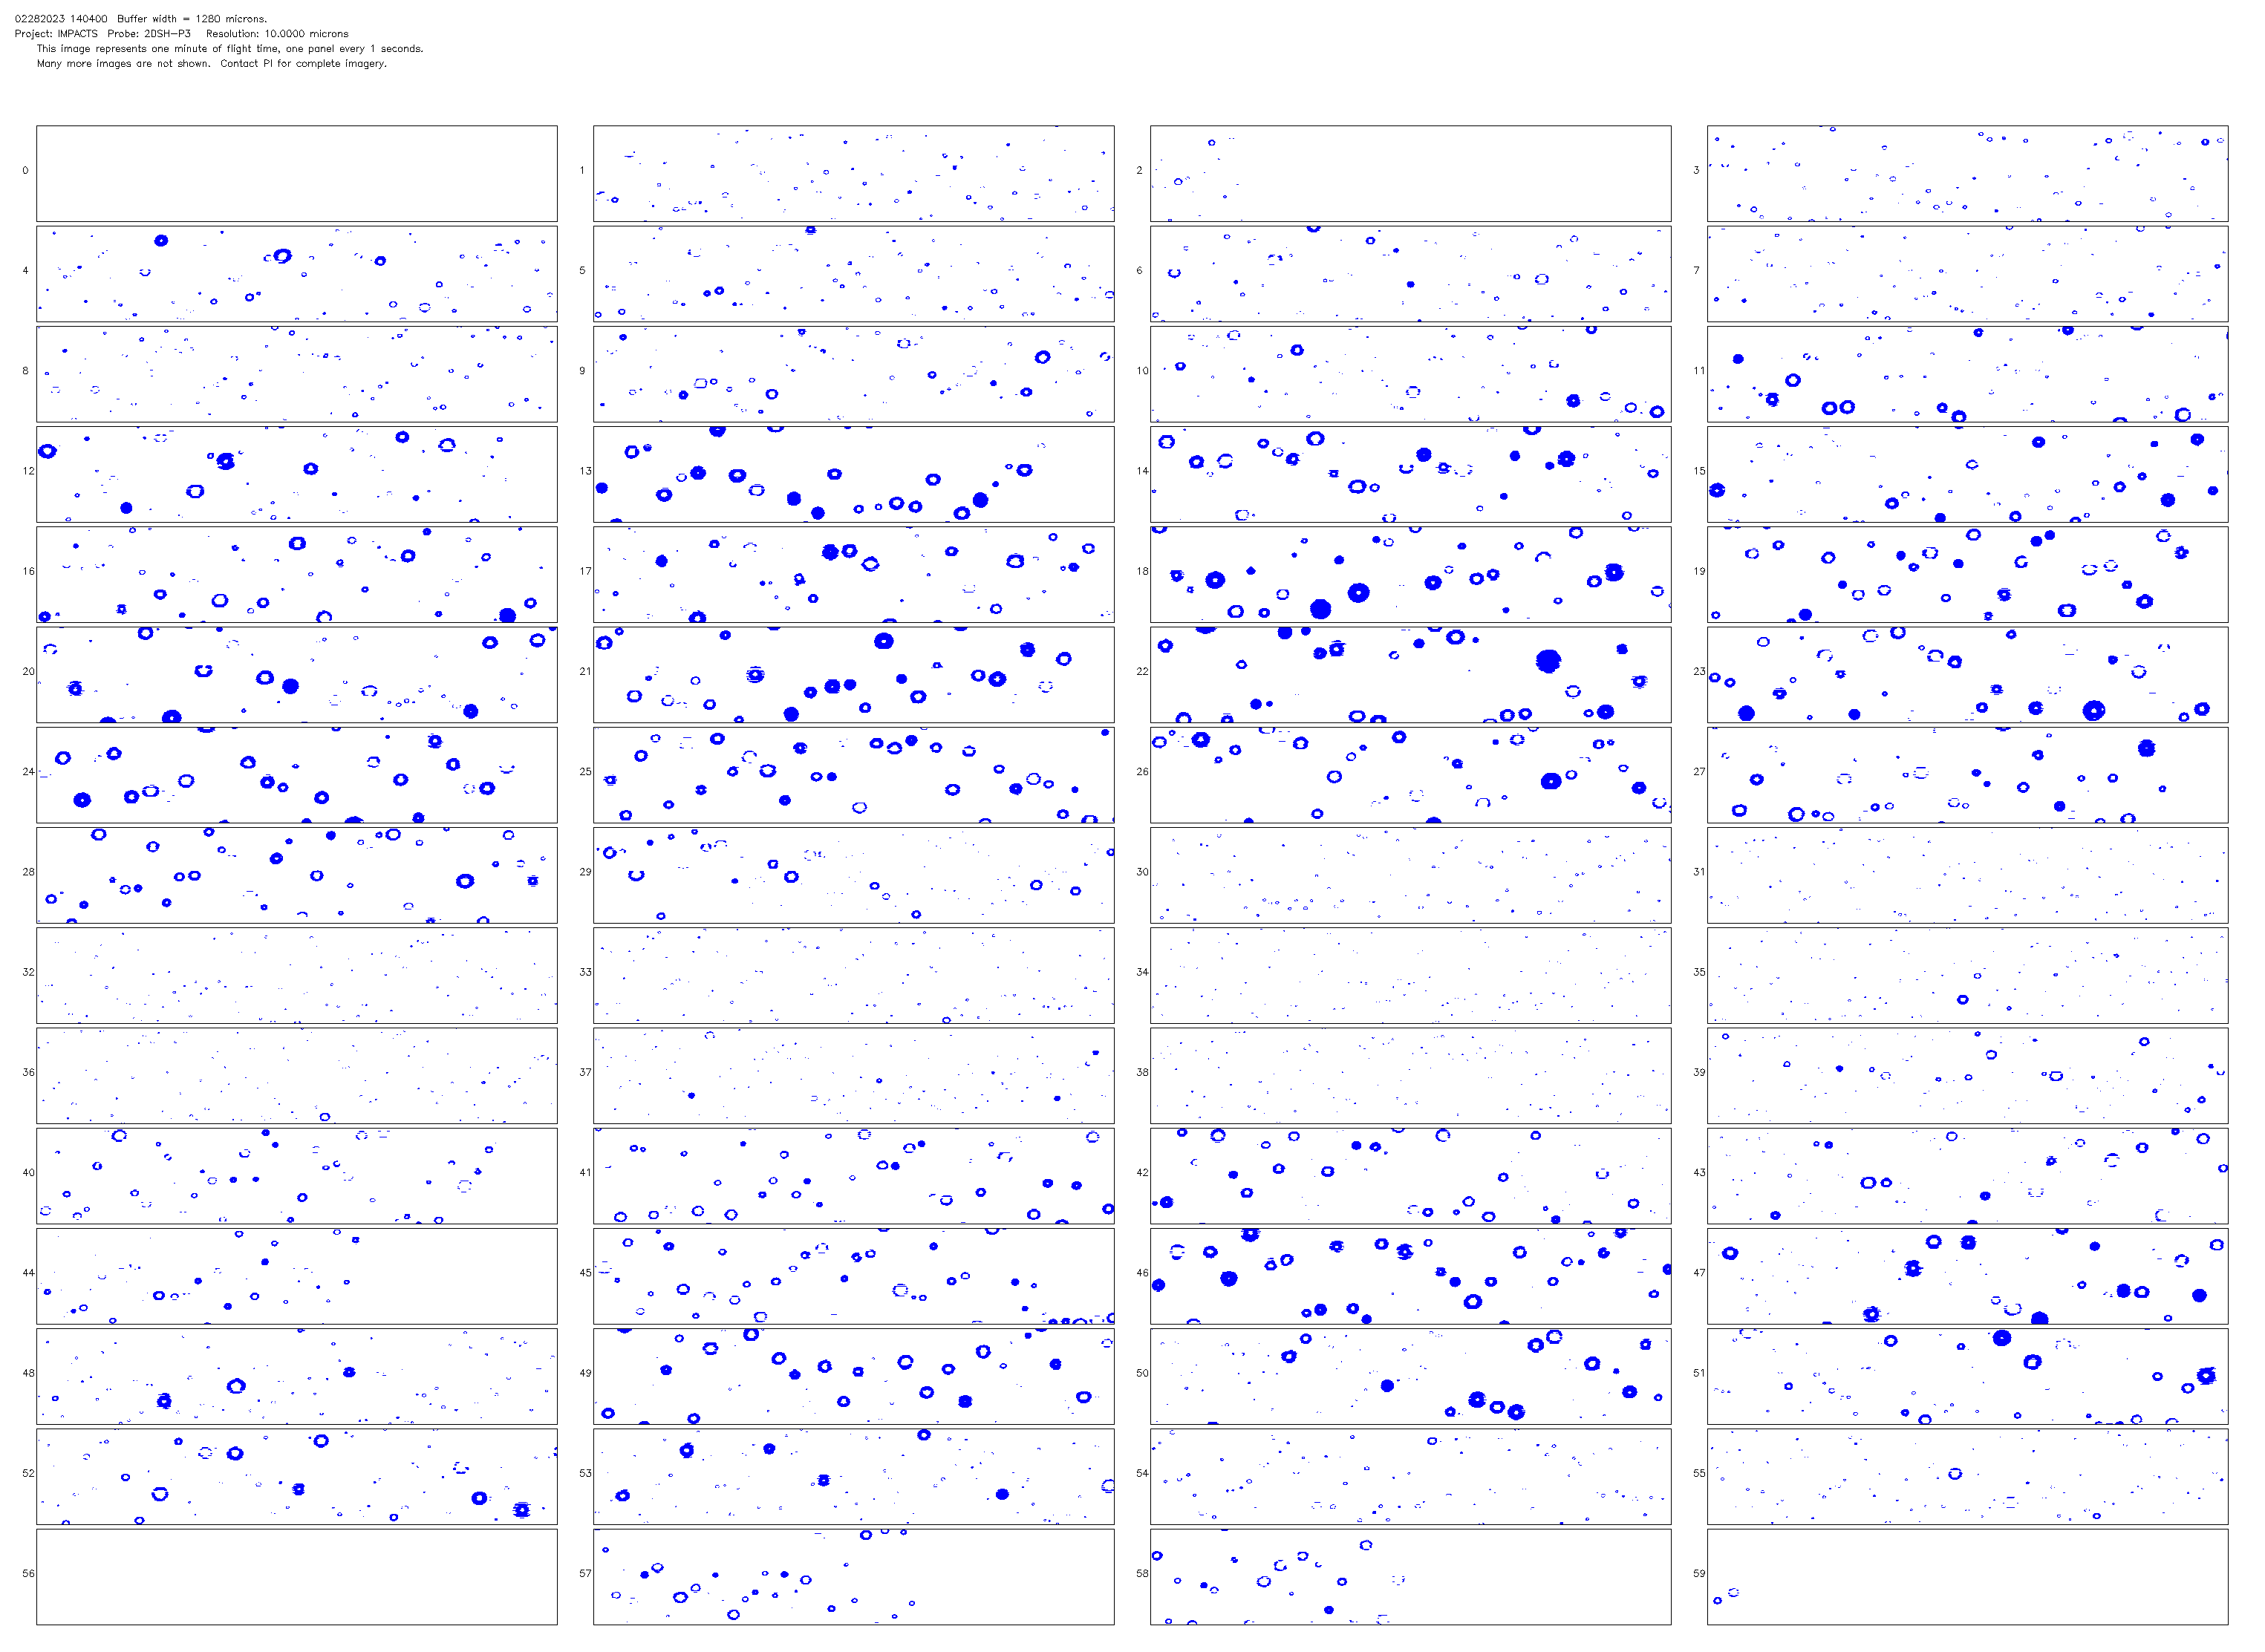 02282023 140400 Buffer width = 1280 microns.
Project: IMPACTS Probe: 2DSH-P3 Resolution: 10.0000 microns
This image represents one minute of flight time, one panel every 1 seconds.
Many more images are not shown. Contact PI for complete imagery.
0 1 2 3
4 5 6 7
8 9 10 11
12 13 14 15
16 17 18 19
20 21 22 23
24 25 26 27
28 29 30 31
32 33 34 35
36 37 38 39
40 41 42 43
44 45 46 47
48 49 50 51
52 53 54 55
56 57 58 59